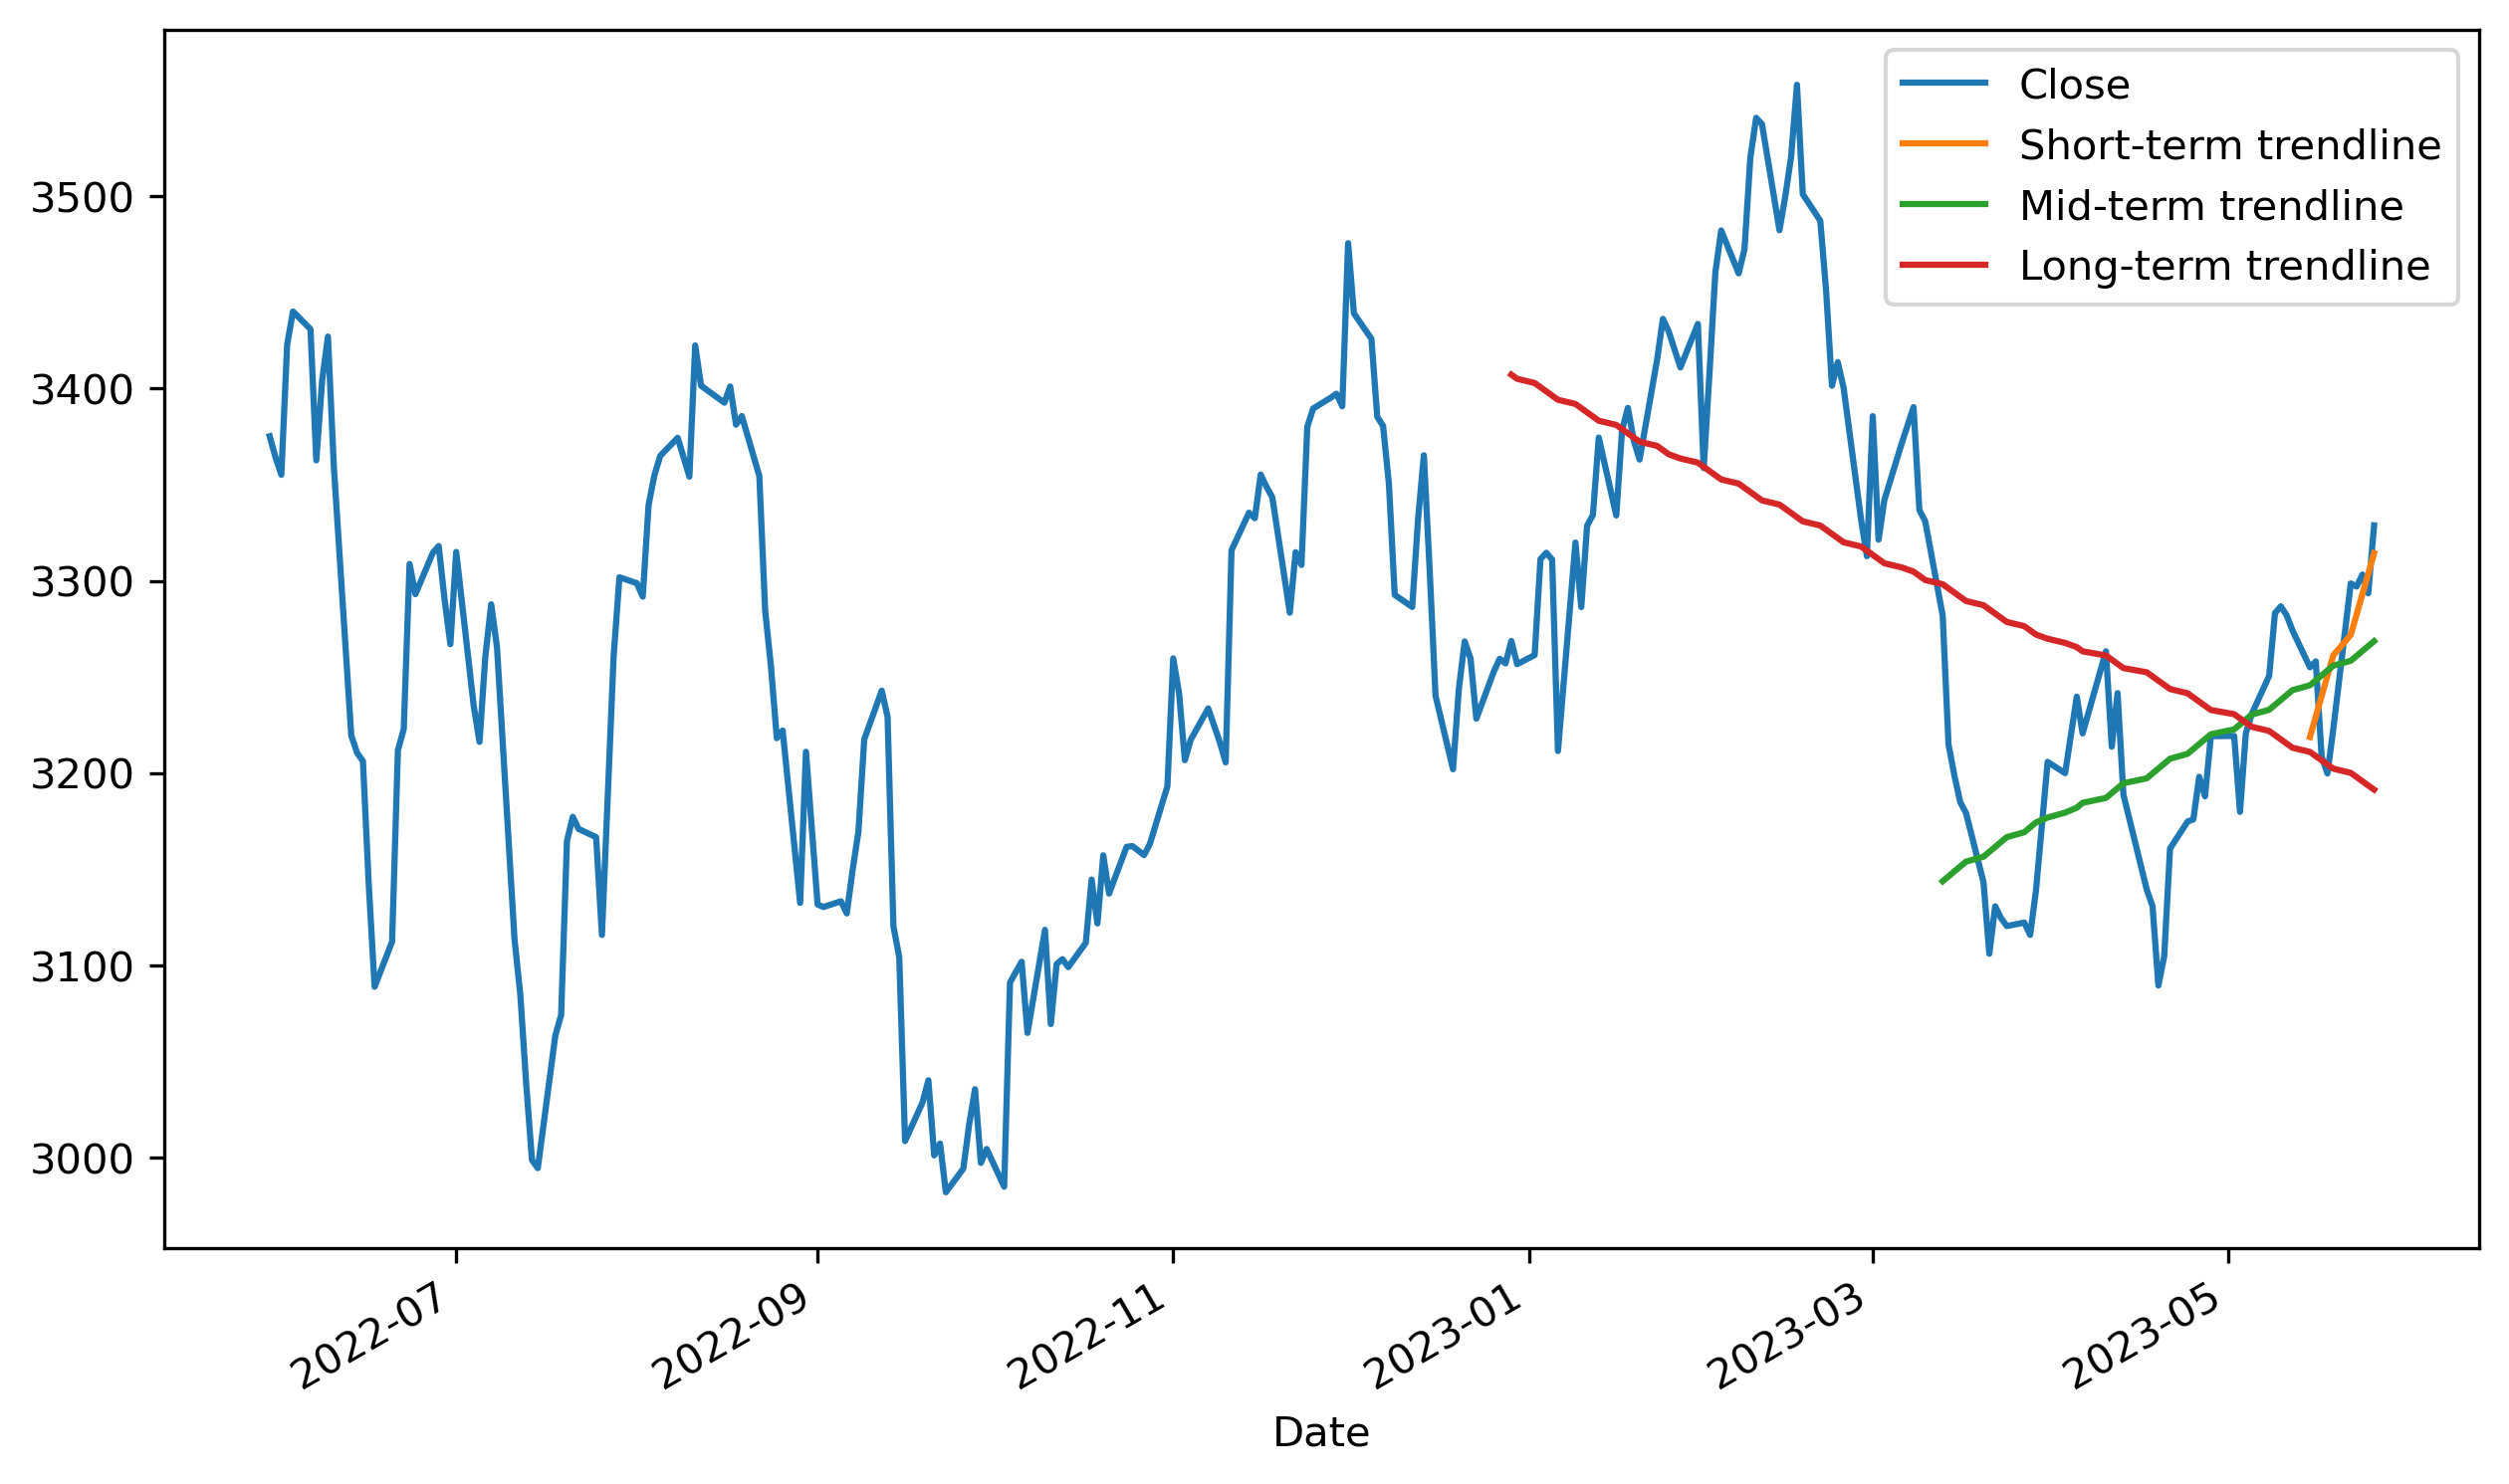 Close
Short-term trendline
Mid-term trendline
Long-term trendline
3500
3400
3300
3200
3100
3000
2022-07
2022-09
2022-11
2023-01
2023-03
2023-05
Date